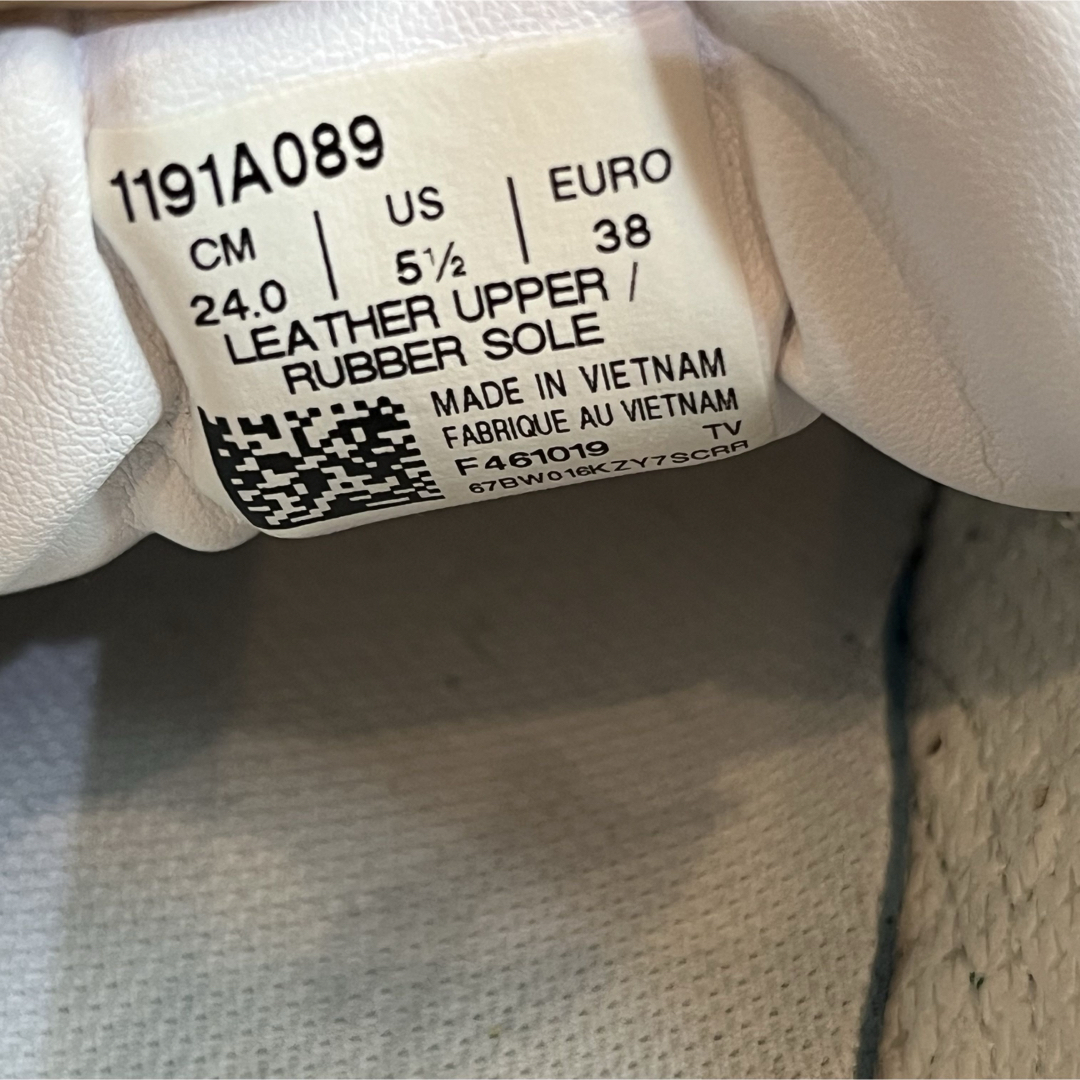 1191A089
CM | US | EURO
24.0 | 5½ | 38
LEATHER UPPER /
RUBBER SOLE
MADE IN VIETNAM
FABRIQUE AU VIETNAM
F461019 TV
67BW016KZY7SCRR